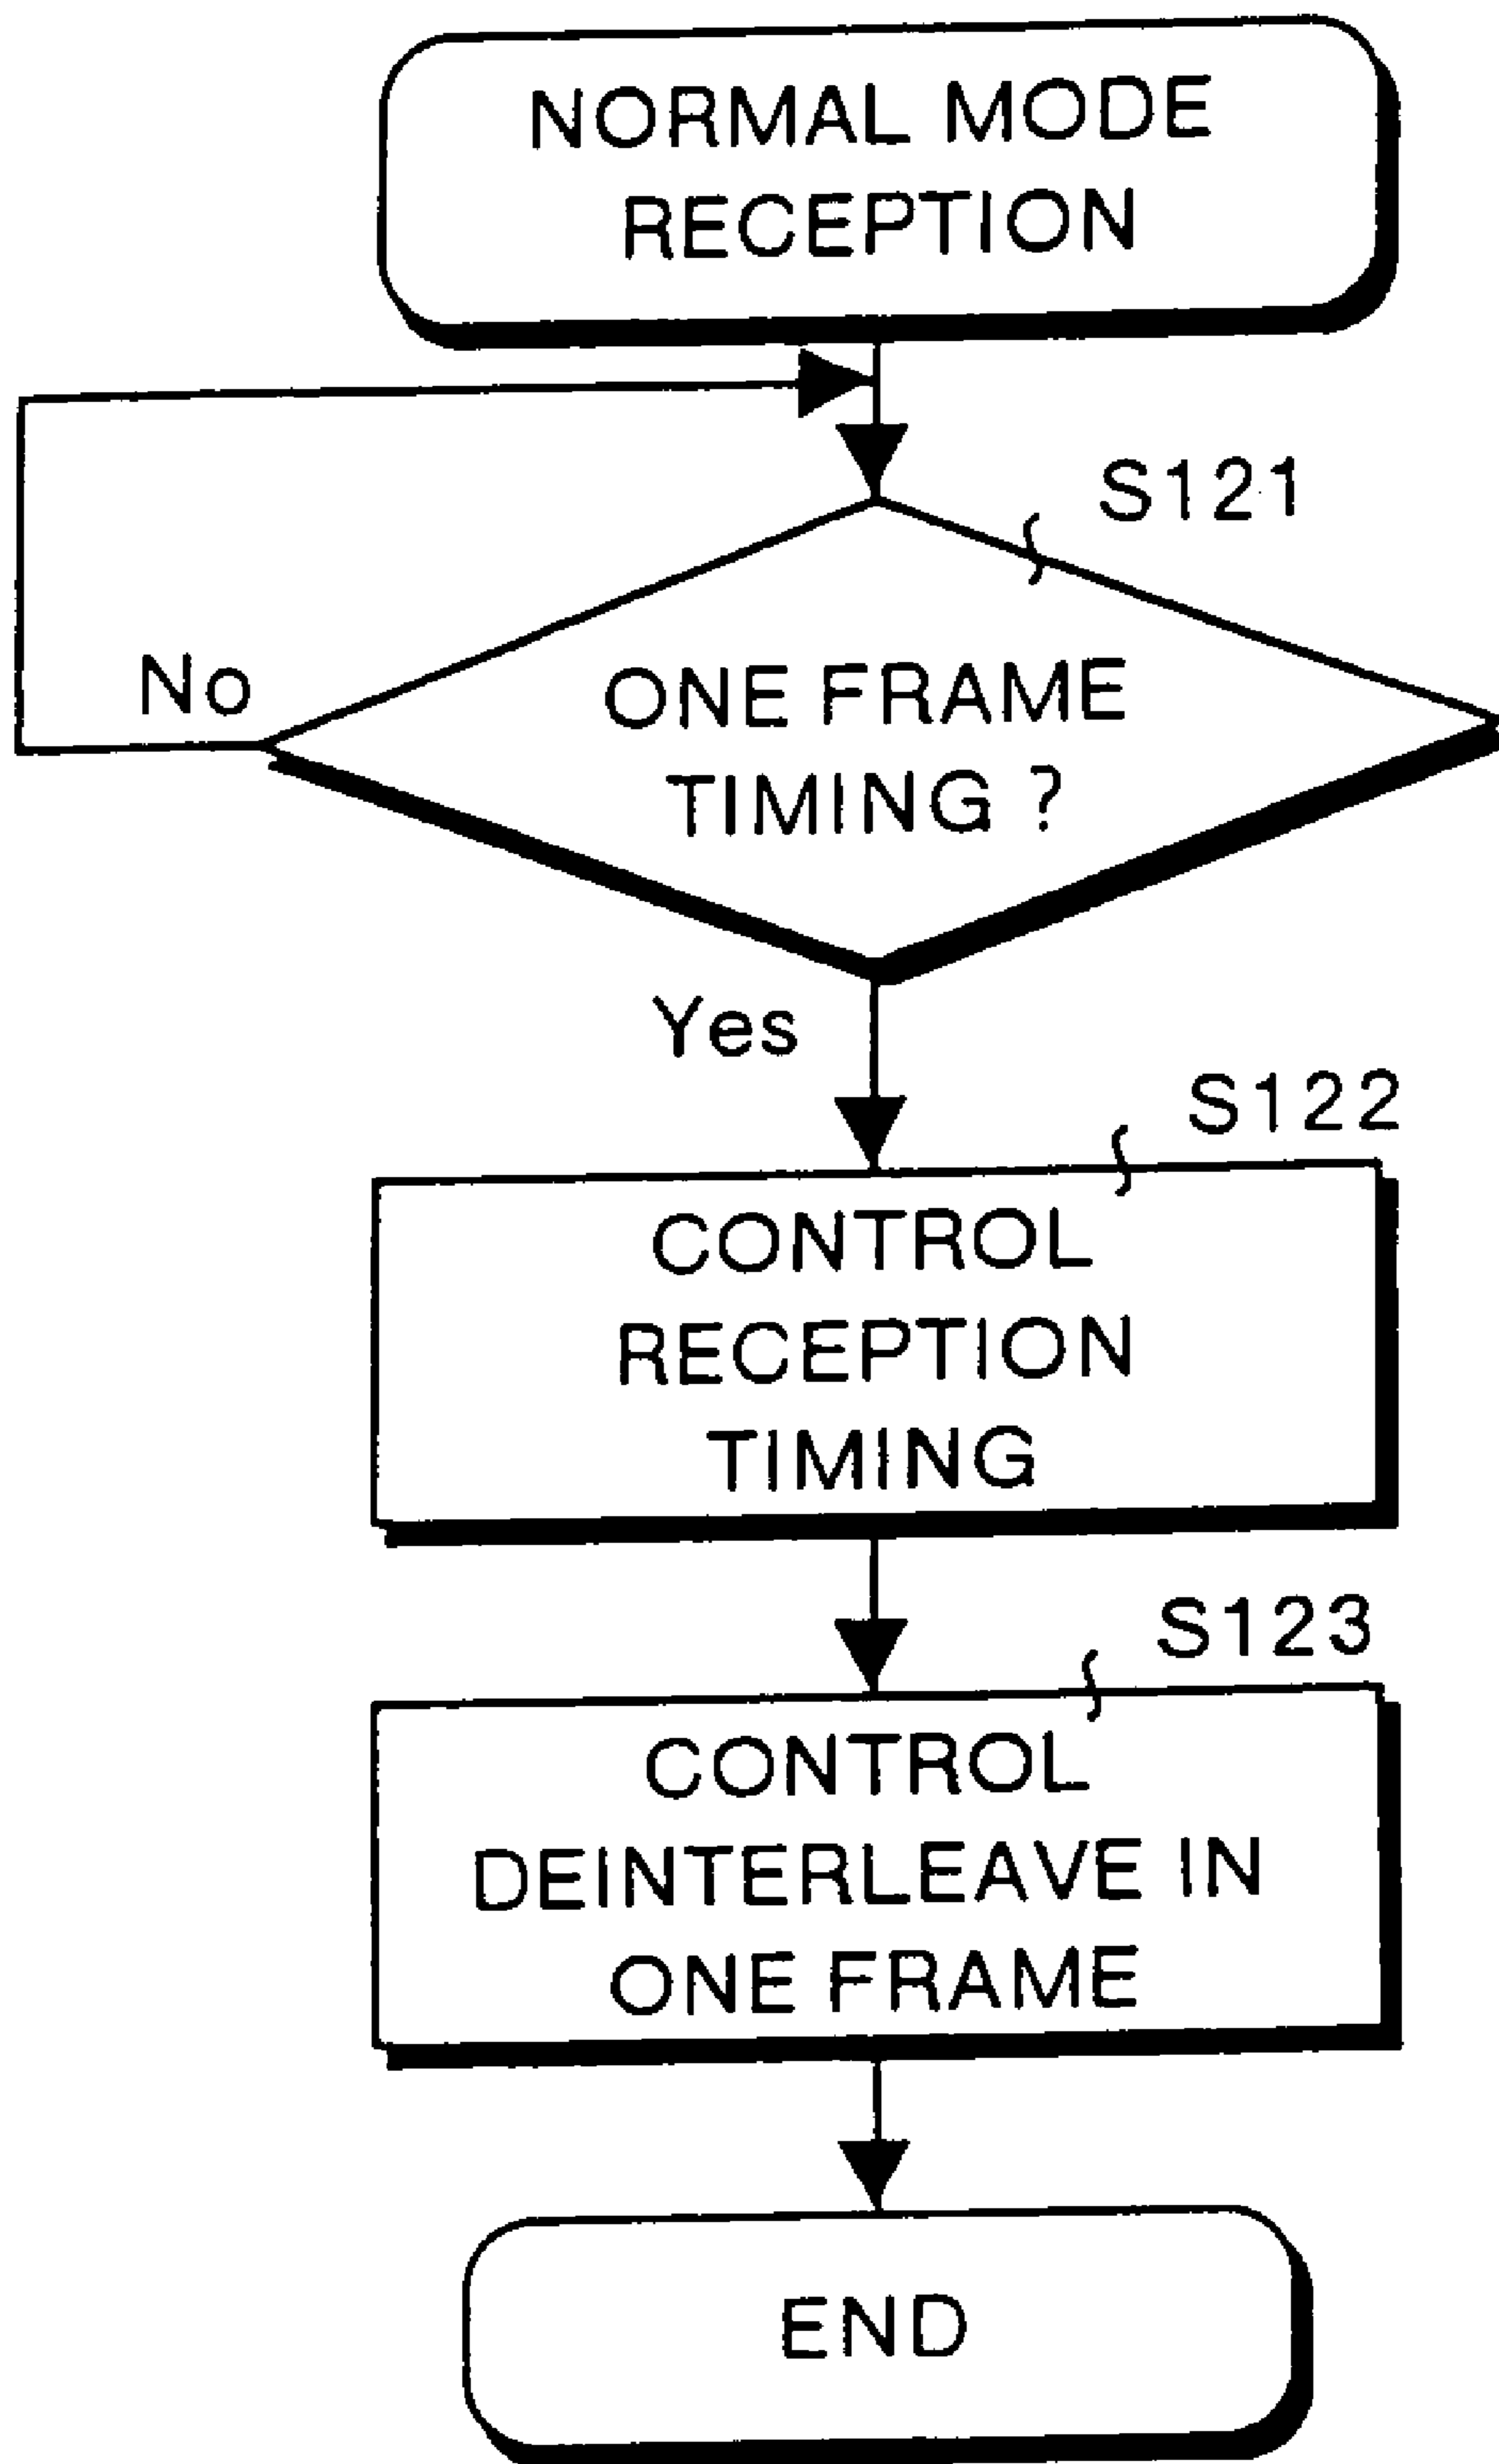 NORMAL MODE
RECEPTION
S121
No
ONE FRAME
TIMING ?
Yes
S122
CONTROL
RECEPTION
TIMING
S123
CONTROL
DEINTERLEAVE IN
ONE FRAME
END